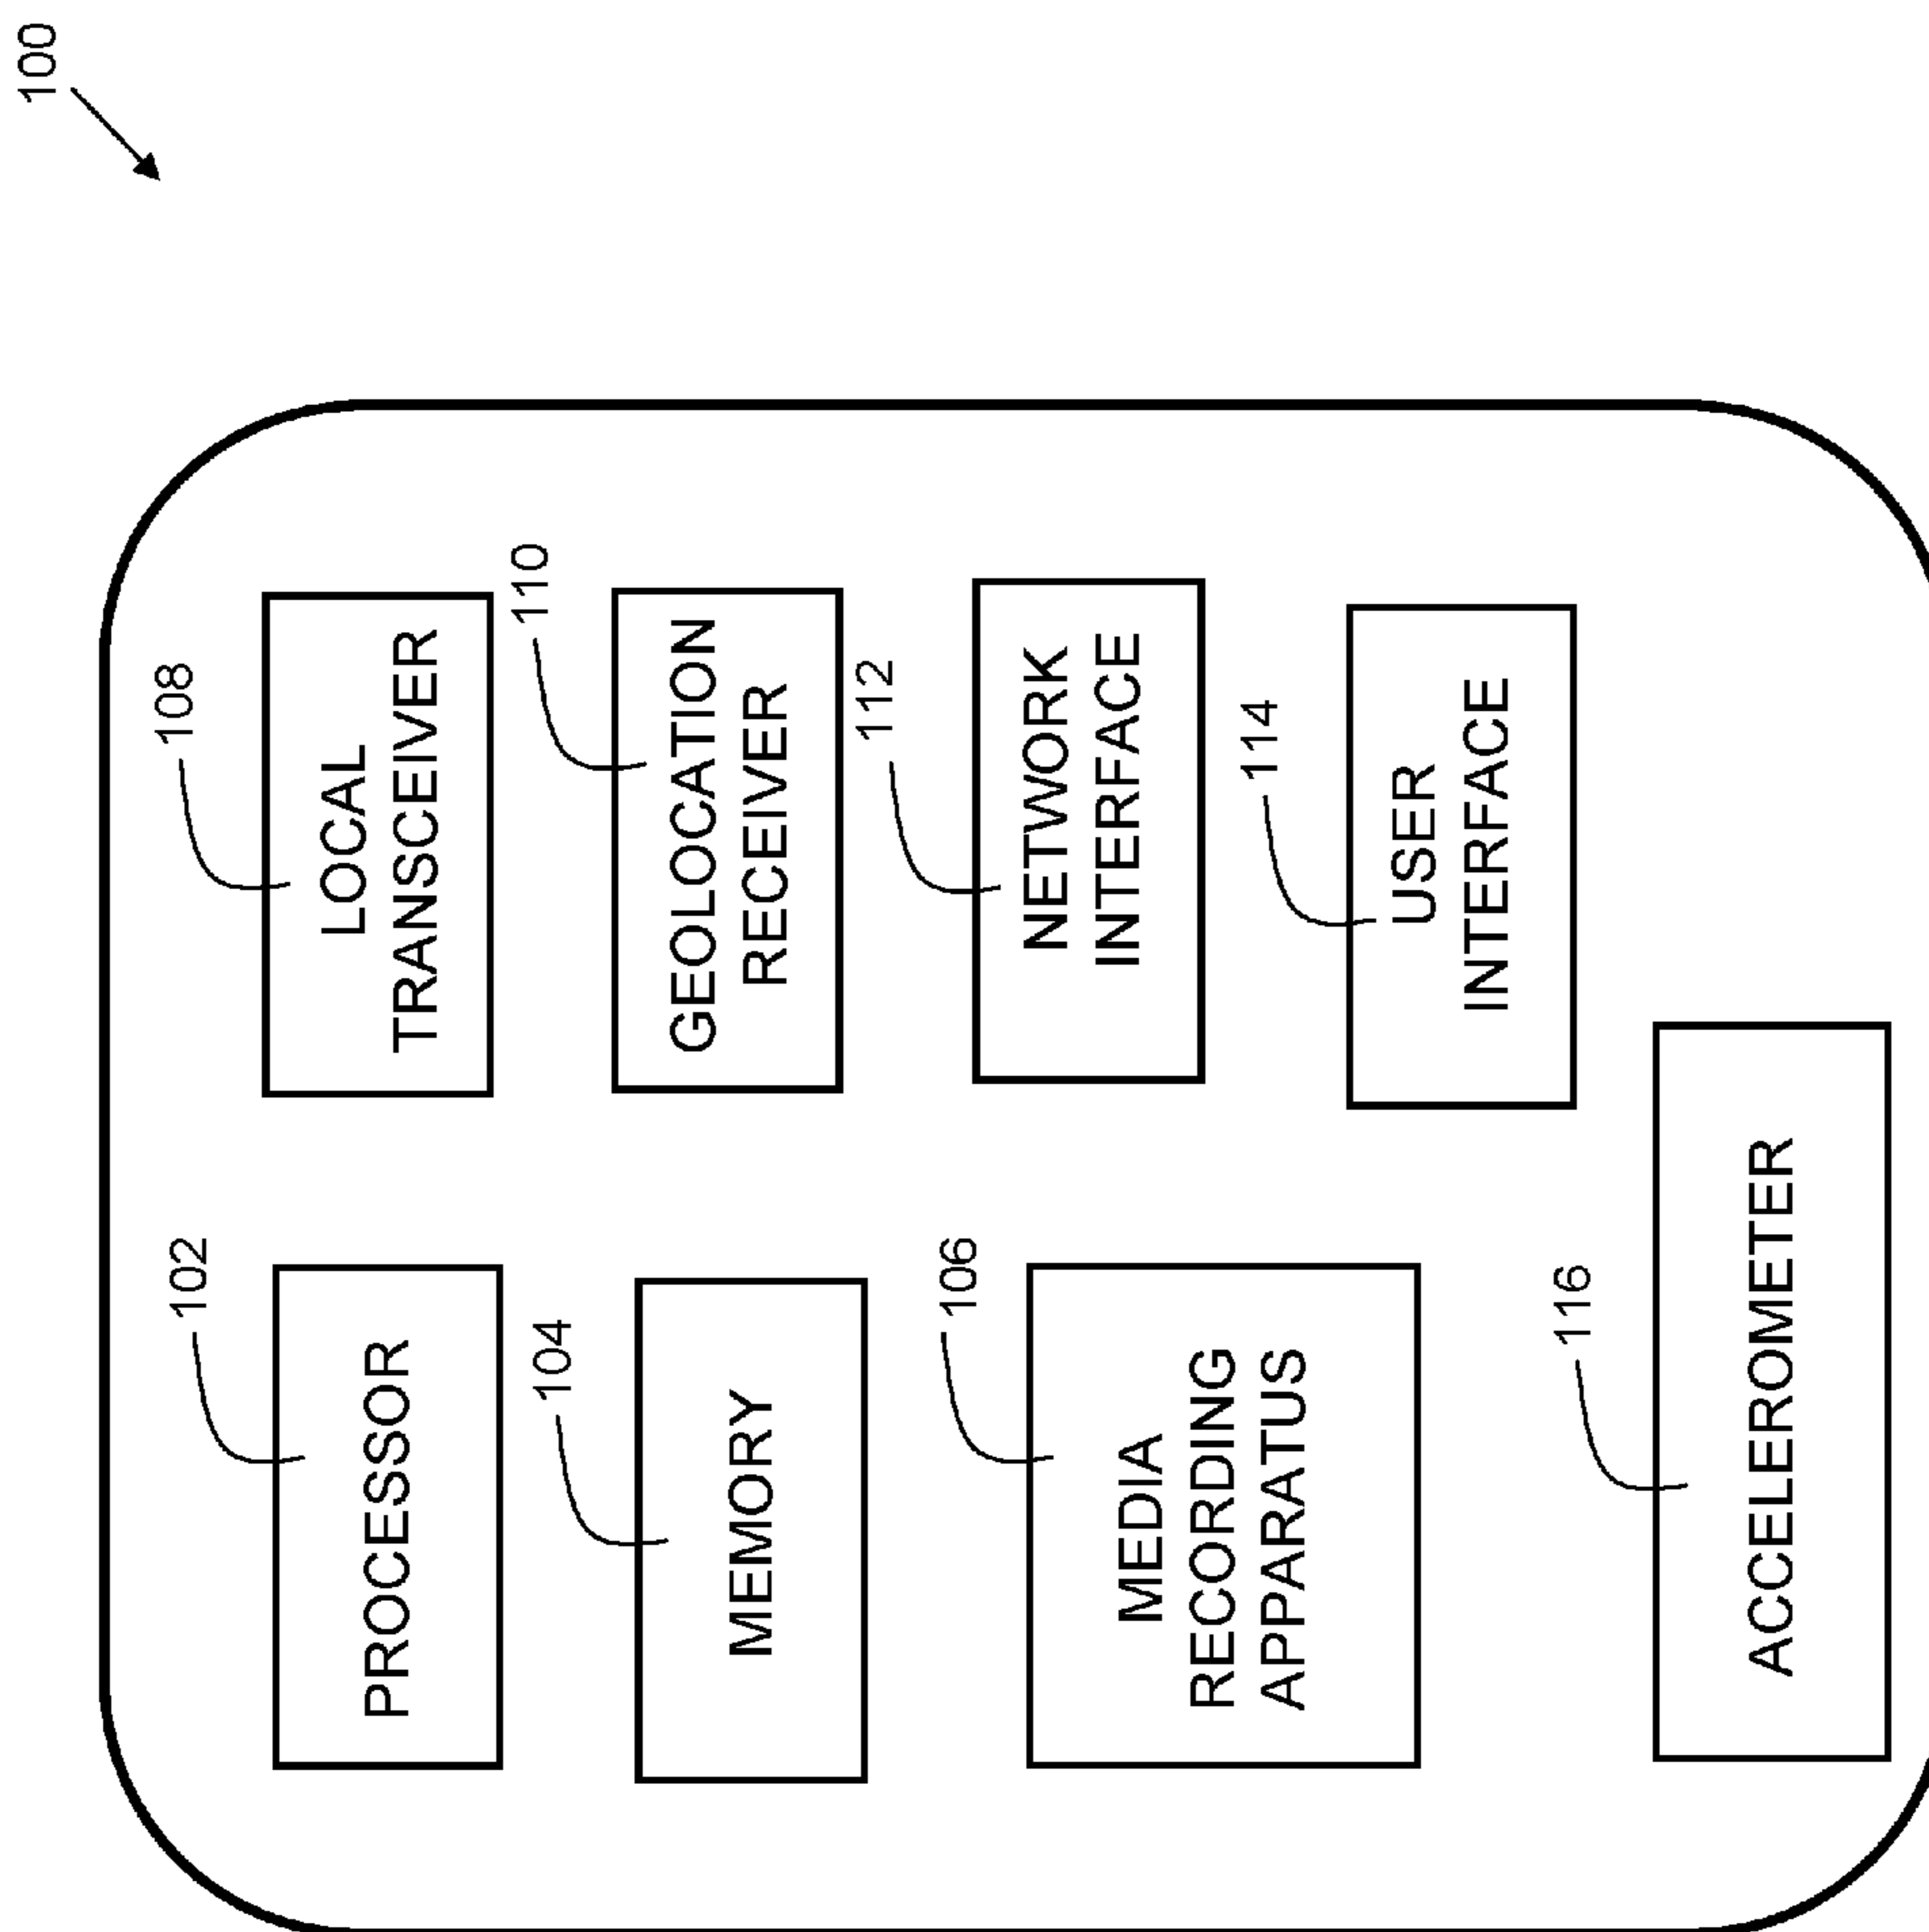 100
102
PROCESSOR
104
MEMORY
106
MEDIA
RECORDING
APPARATUS
108
LOCAL
TRANSCEIVER
110
GEOLOCATION
RECEIVER
112
NETWORK
INTERFACE
114
USER
INTERFACE
116
ACCELEROMETER